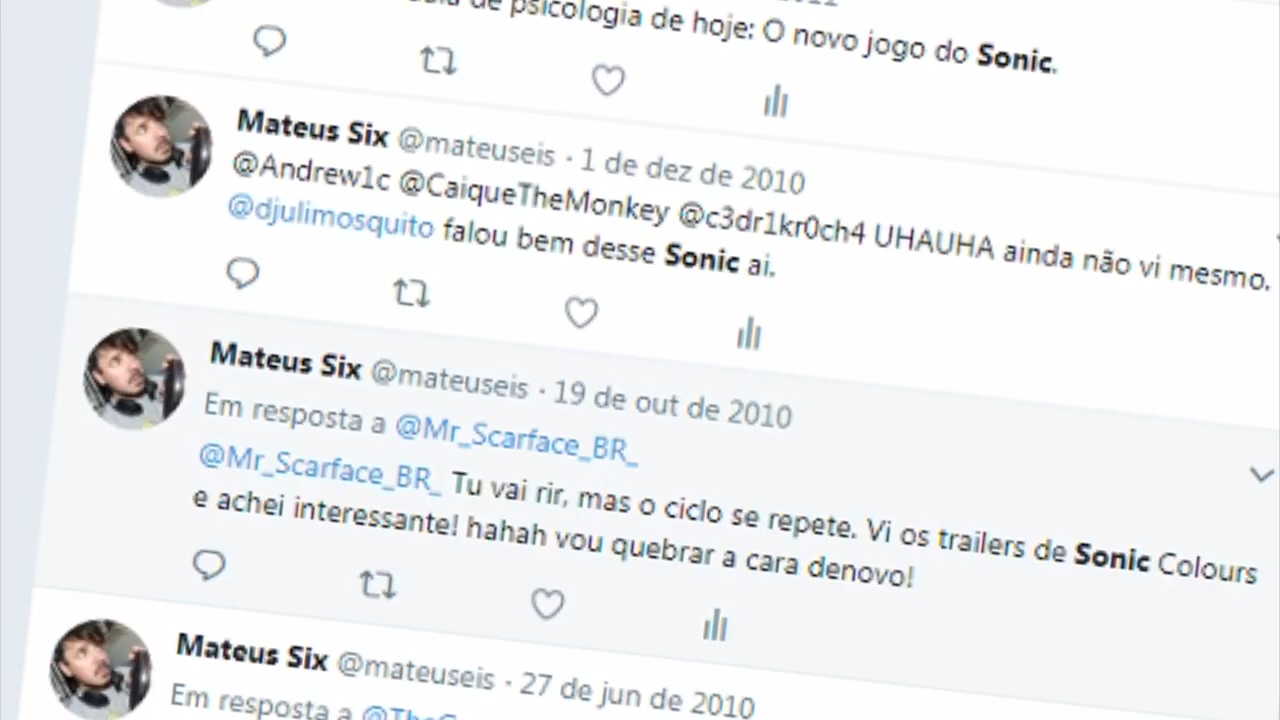 de psicologia de hoje: O novo jogo do Sonic.
Mateus Six @mateuseis · 1 de dez de 2010
@Andrew1c @CaiqueTheMonkey @c3dr1kr0ch4 UHAUHA ainda não vi mesmo.
@djulimosquito falou bem desse Sonic ai.
Mateus Six @mateuseis · 19 de out de 2010
Em resposta a @Mr_Scarface_BR_
@Mr_Scarface_BR_ Tu vai rir, mas o ciclo se repete. Vi os trailers de Sonic Colours
e achei interessante! hahah vou quebrar a cara denovo!
Mateus Six @mateuseis · 27 de jun de 2010
Em resposta a